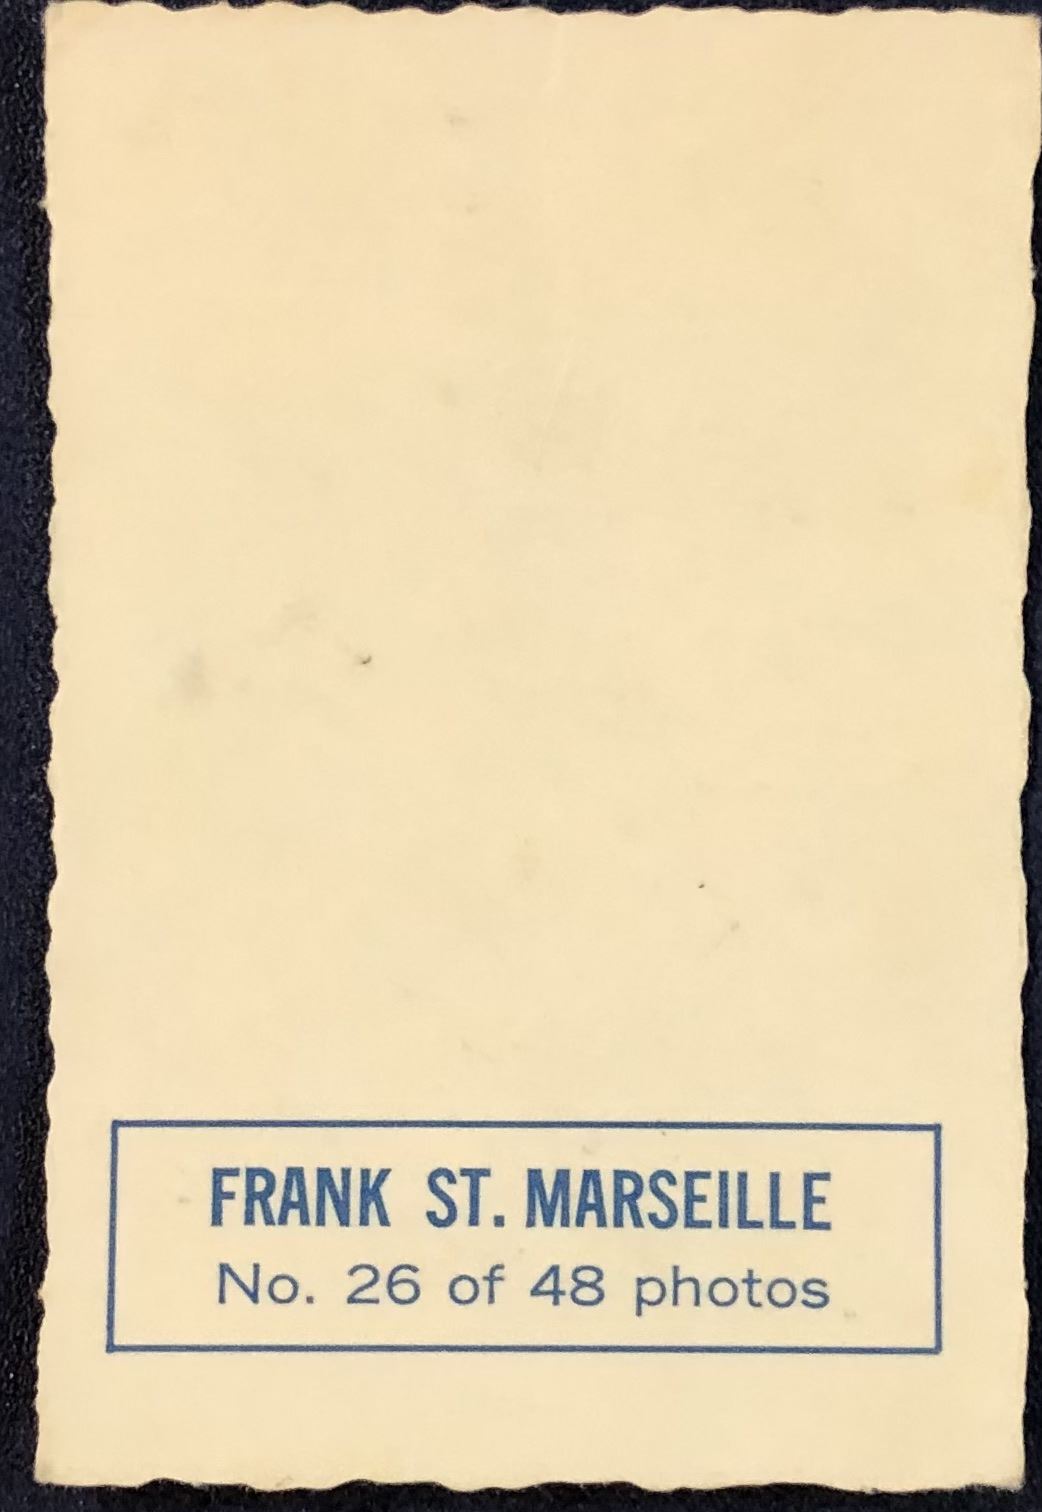 FRANK ST. MARSEILLE
No. 26 of 48 photos